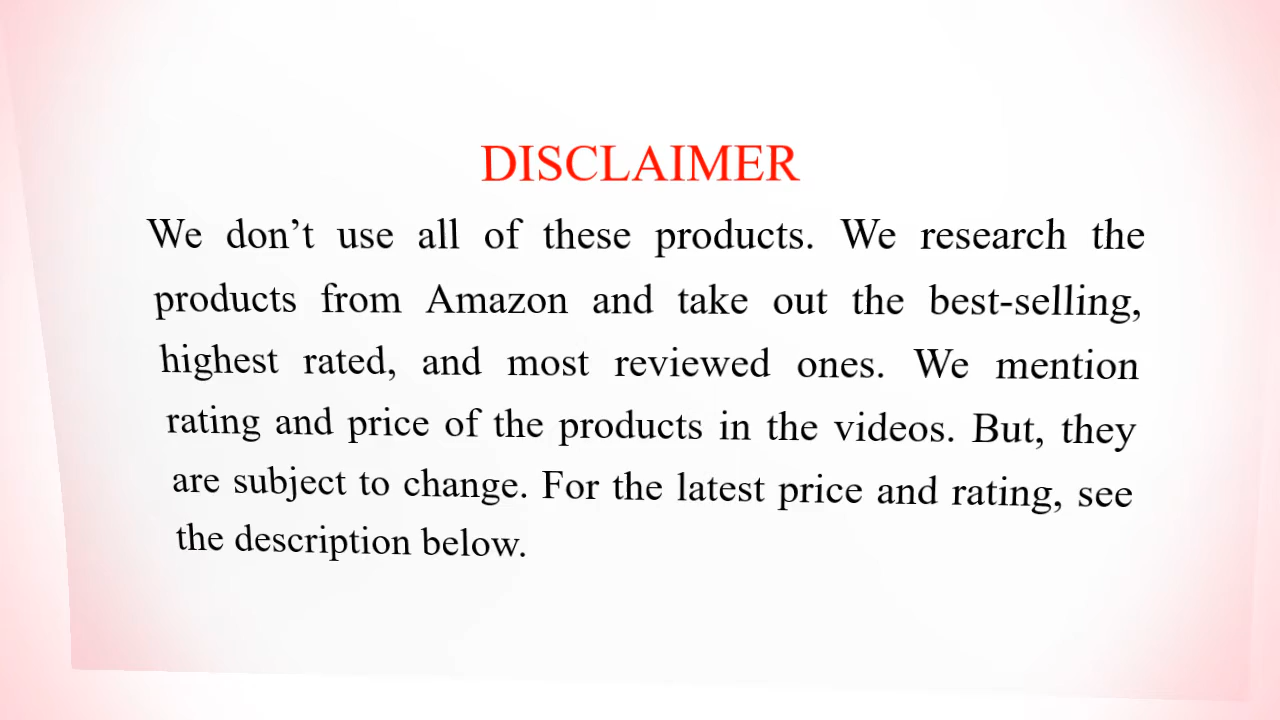 DISCLAIMER
We don’t use all of these products. We research the
products from Amazon and take out the best-selling,
highest rated, and most reviewed ones. We mention
rating and price of the products in the videos. But, they
are subject to change. For the latest price and rating, see
the description below.